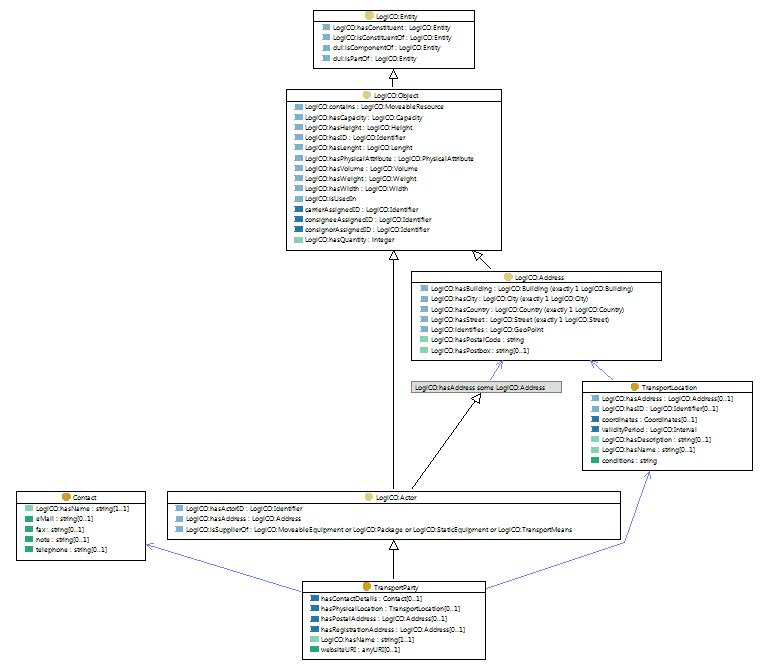 LogiCO:Entity
LogiCO:hasConstituent : LogiCO:Entity
LogiCO:isConstituentOf : LogiCO:Entity
dul:isComponentOf : LogiCO:Entity
dul:isPartOf : LogiCO:Entity
LogiCO:Object
LogiCO:contains : LogiCO:MoveableResource
LogiCO:hasCapacity : LogiCO:Capacity
LogiCO:hasHeight : LogiCO:Height
LogiCO:hasID : LogiCO:Identifier
LogiCO:hasLenght : LogiCO:Lenght
LogiCO:hasPhysicalAttribute : LogiCO:PhysicalAttribute
LogiCO:hasVolume : LogiCO:Volume
LogiCO:hasWeight : LogiCO:Weight
LogiCO:hasWidth : LogiCO:Width
LogiCO:isUsedIn
carrierAssignedID : LogiCO:Identifier
consigneeAssignedID : LogiCO:Identifier
consignorAssignedID : LogiCO:Identifier
LogiCO:hasQuantity : integer
LogiCO:Address
LogiCO:hasBuilding : LogiCO:Building (exactly 1 LogiCO:Building)
LogiCO:hasCity : LogiCO:City (exactly 1 LogiCO:City)
LogiCO:hasCountry : LogiCO:Country (exactly 1 LogiCO:Country)
LogiCO:hasStreet : LogiCO:Street (exactly 1 LogiCO:Street)
LogiCO:identifies : LogiCO:GeoPoint
LogiCO:hasPostalCode : string
LogiCO:hasPostbox : string[0..1]
LogiCO:hasAddress some LogiCO:Address
TransportLocation
LogiCO:hasAddress : LogiCO:Address[0..1]
LogiCO:hasID : LogiCO:Identifier[0..1]
coordinates : Coordinates[0..1]
validityPeriod : LogiCO:Interval
LogiCO:hasDescription : string[0..1]
LogiCO:hasName : string[0..1]
conditions : string
Contact
LogiCO:hasName : string[1..1]
eMail : string[0..1]
fax : string[0..1]
note : string[0..1]
telephone : string[0..1]
LogiCO:Actor
LogiCO:hasActorID : LogiCO:Identifier
LogiCO:hasAddress : LogiCO:Address
LogiCO:isSupplierOf : LogiCO:MoveableEquipment or LogiCO:Package or LogiCO:StaticEquipment or LogiCO:TransportMeans
TransportParty
hasContactDetails : Contact[0..1]
hasPhysicalLocation : TransportLocation[0..1]
hasPostalAddress : LogiCO:Address[0..1]
hasRegistrationAddress : LogiCO:Address[0..1]
LogiCO:hasName : string[1..1]
websiteURI : anyURI[0..1]